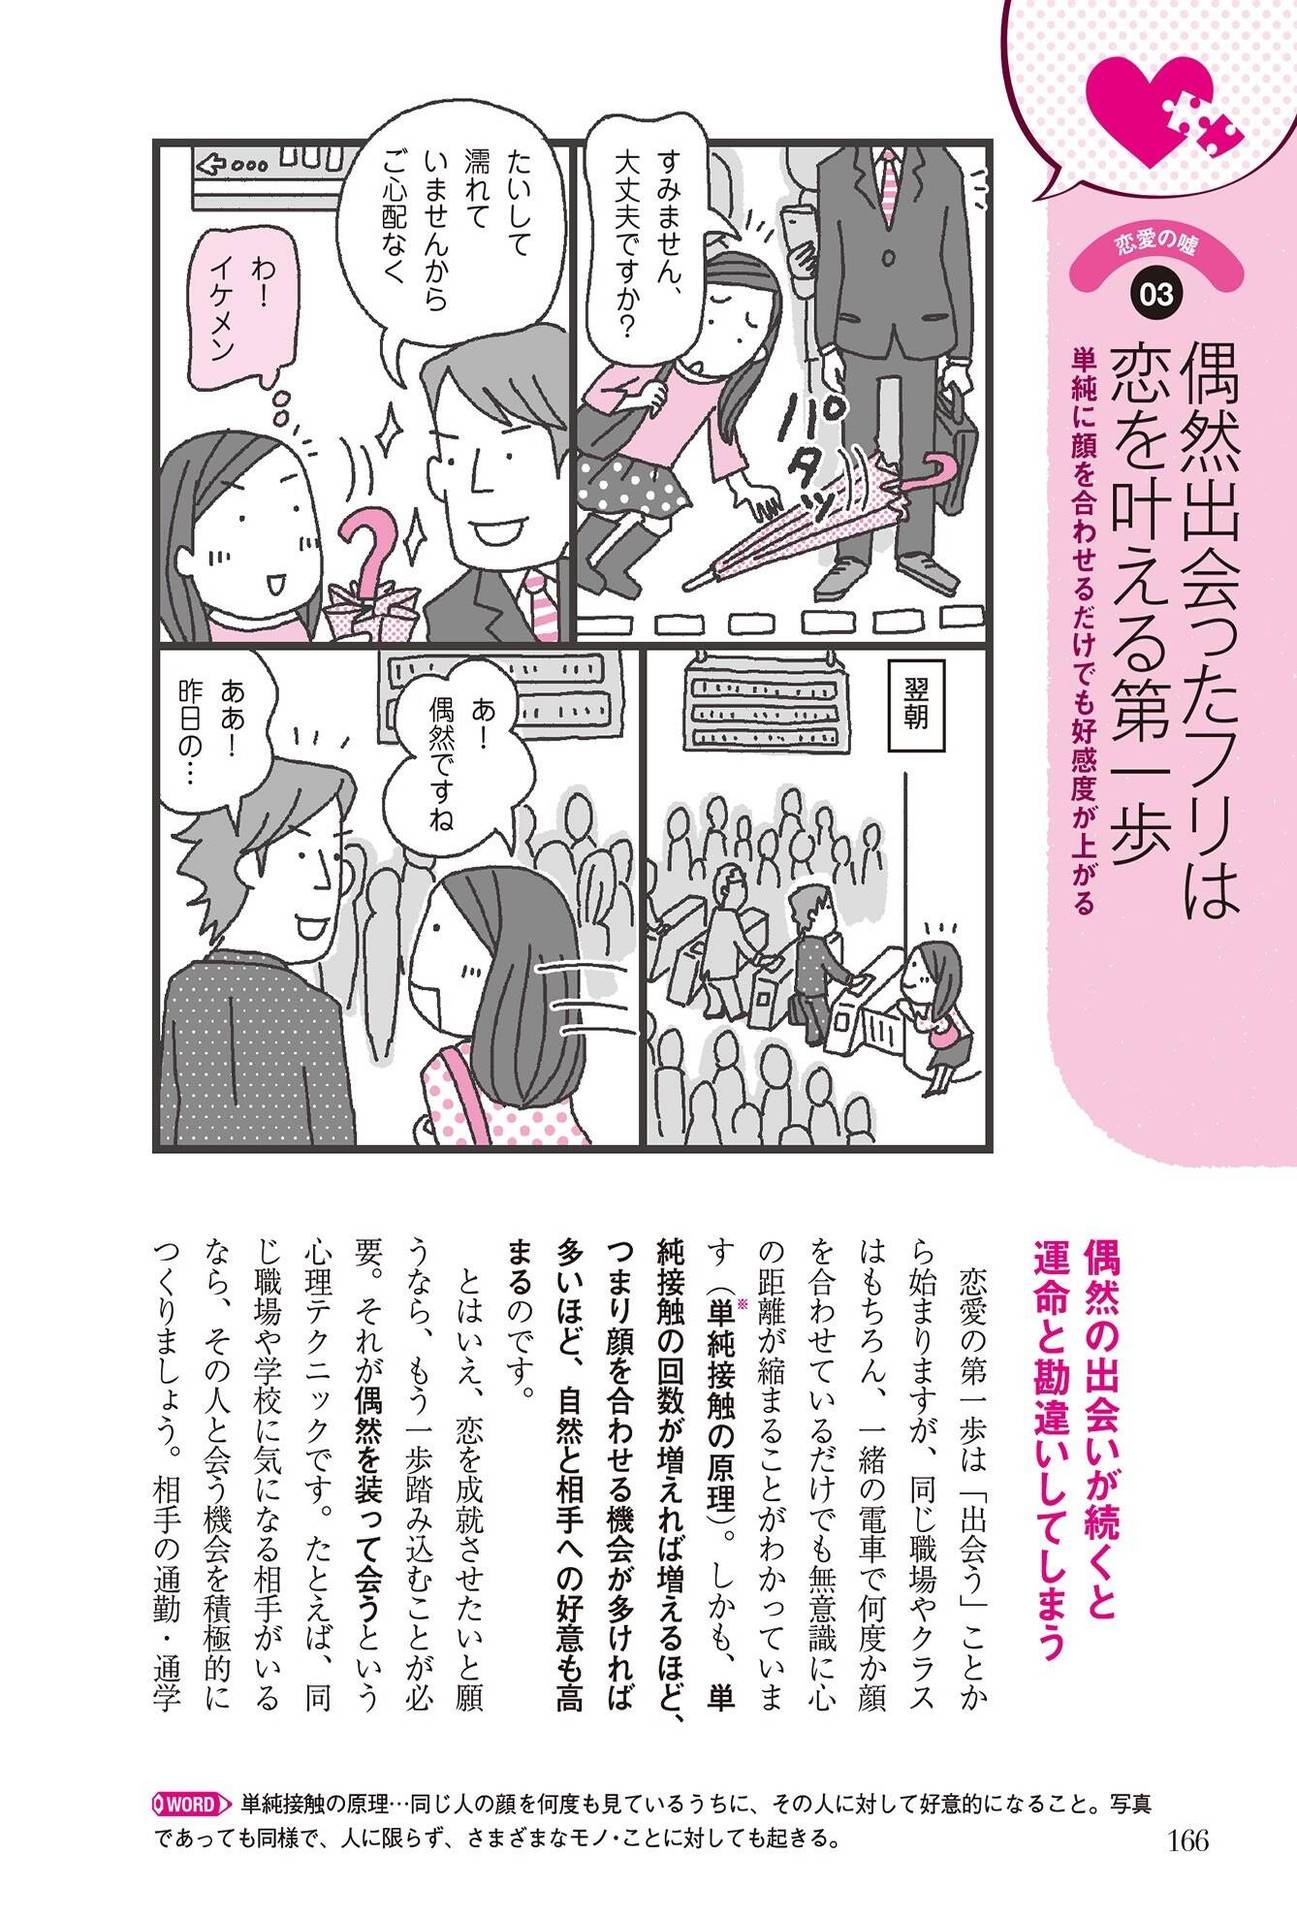 恋愛の嘘
03
偶然出会ったフリは
恋を叶える第一歩
単純に顔を合わせるだけでも好感度が上がる
すみません、
大丈夫ですか?
パタッ
たいして
濡れて
いませんから
ご心配なく
わ!
イケメン
翌朝
あ!
偶然ですね
ああ!
昨日の…
偶然の出会いが続くと
運命と勘違いしてしまう
恋愛の第一歩は「出会う」ことか
ら始まりますが、同じ職場やクラス
はもちろん、一緒の電車で何度か顔
を合わせているだけでも無意識に心
の距離が縮まることがわかっていま
す(単純接触の原理)※。しかも、単
純接触の回数が増えれば増えるほど、
つまり顔を合わせる機会が多ければ
多いほど、自然と相手への好意も高
まるのです。
とはいえ、恋を成就させたいと願
うなら、もう一歩踏み込むことが必
要。それが偶然を装って会うという
心理テクニックです。たとえば、同
じ職場や学校に気になる相手がいる
なら、その人と会う機会を積極的に
つくりましょう。相手の通勤・通学
WORD 単純接触の原理…同じ人の顔を何度も見ているうちに、その人に対して好意的になること。写真
であっても同様で、人に限らず、さまざまなモノ・ことに対しても起きる。
166